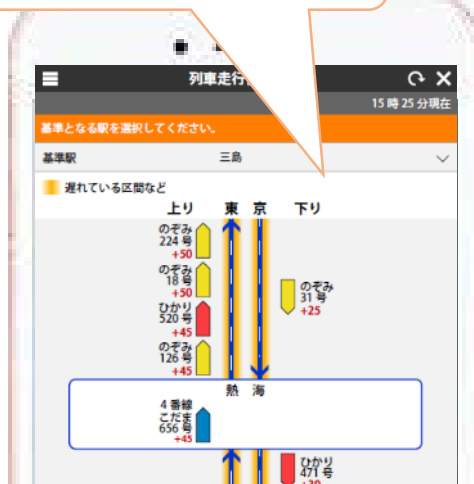 列車走行
15時25分現在
基準となる駅を選択してください。
基準駅
三島
遅れている区間など
上り
東京
下り
のぞみ
224号
+50
のぞみ
18号
+50
のぞみ
31号
+25
ひかり
520号
+45
のぞみ
126号
+45
熱海
4番線
こだま
656号
+45
ひかり
471号